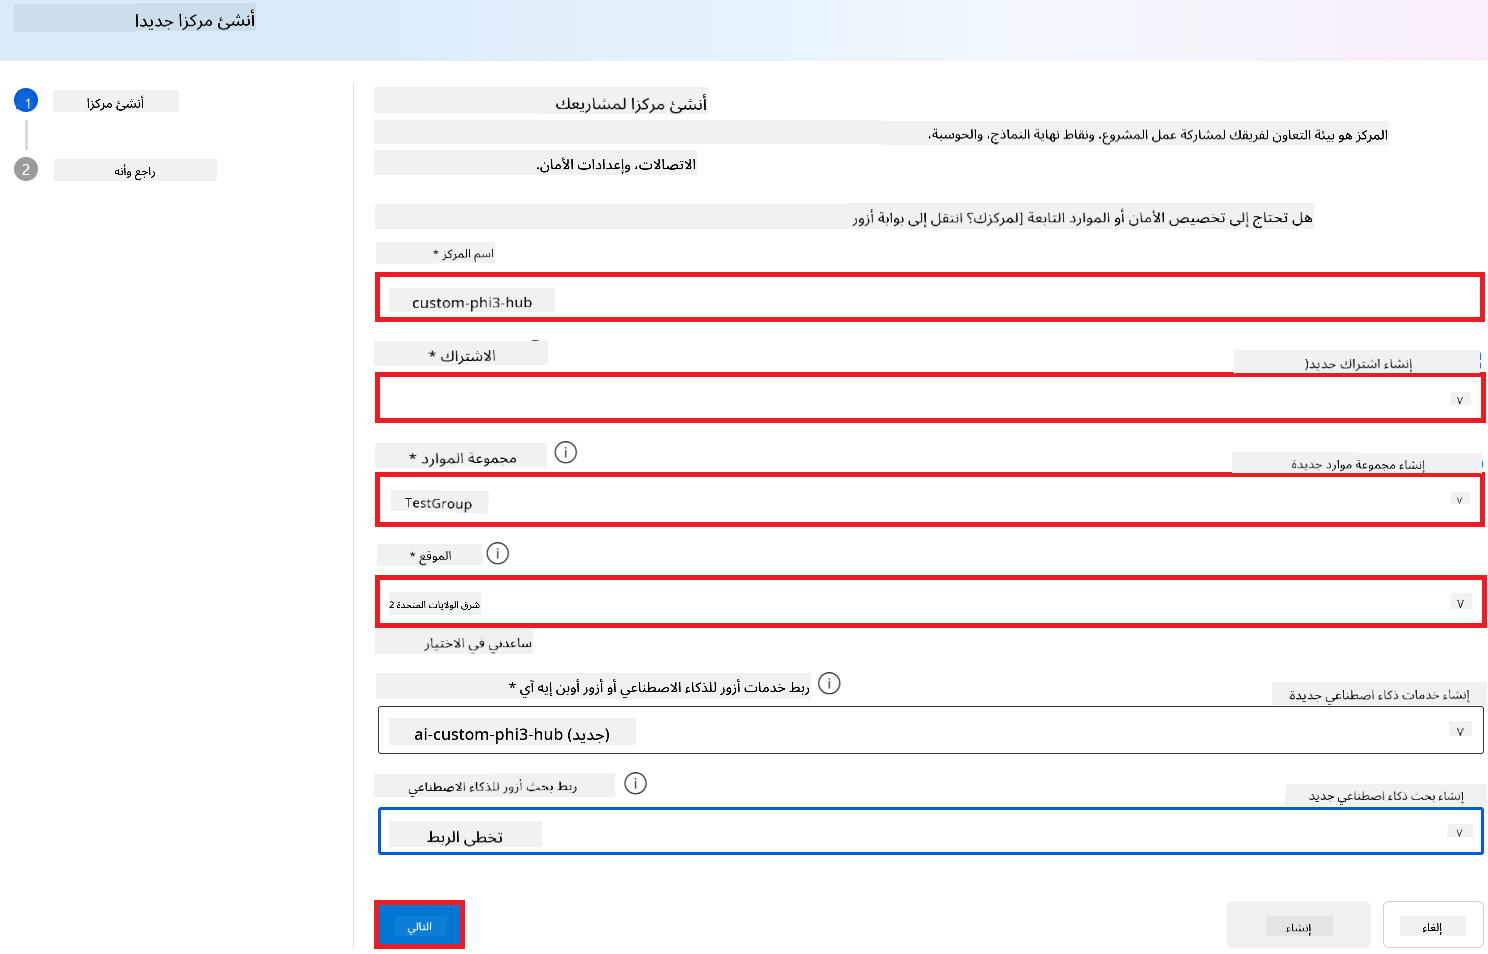 أنشئ مركزا جديدا
1
أنشئ مركزا
2
راجع وأنه
أنشئ مركزا لمشاريعك
المركز هو بيئة التعاون لفريقك لمشاركة عمل المشروع، ونقاط نهاية النماذج، والحوسبة،
الاتصالات، وإعدادات الأمان.
هل تحتاج إلى تخصيص الأمان أو الموارد التابعة [لمركزك؟ انتقل إلى بوابة أزور
اسم المركز *
custom-phi3-hub
الاشتراك *
إنشاء اشتراك جديد(
مجموعة الموارد *
إنشاء مجموعة موارد جديدة
TestGroup
الموقع *
شرق الولايات المتحدة 2
ساعدني في الاختيار
ربط خدمات أزور للذكاء الاصطناعي أو أزور أوبن إيه آي *
إنشاء خدمات ذكاء اصطناعي جديدة
ai-custom-phi3-hub (جديد)
ربط بحث أزور للذكاء الاصطناعي
إنشاء بحث ذكاء اصطناعي جديد
تخطي الربط
التالي
إنشاء
إلغاء